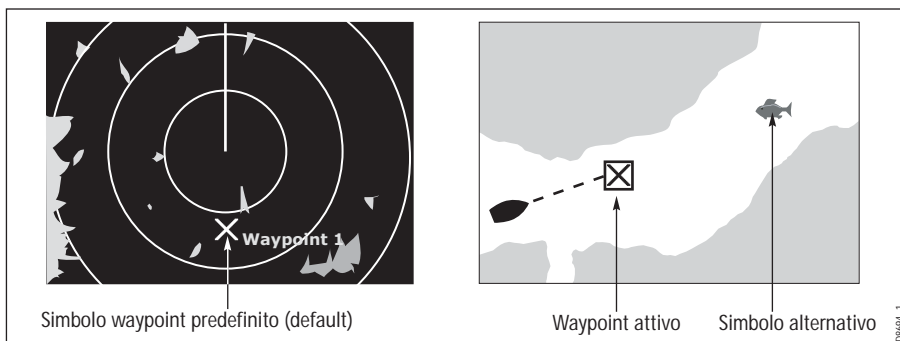 Waypoint 1
Simbolo waypoint predefinito (default)
Waypoint attivo
Simbolo alternativo